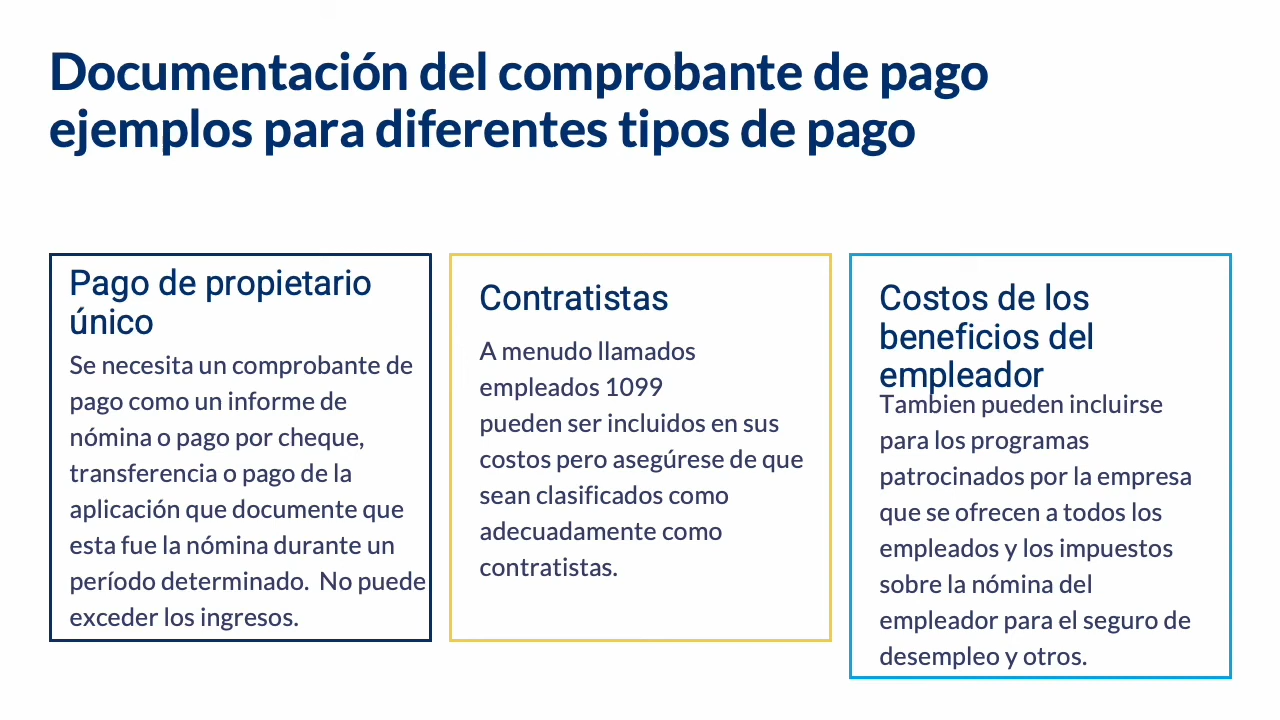 Documentación del comprobante de pago
ejemplos para diferentes tipos de pago
Pago de propietario
único
Se necesita un comprobante de
pago como un informe de
nómina o pago por cheque,
transferencia o pago de la
aplicación que documente que
esta fue la nómina durante un
período determinado.  No puede
exceder los ingresos.
Contratistas
A menudo llamados
empleados 1099
pueden ser incluidos en sus
costos pero asegúrese de que
sean clasificados como
adecuadamente como
contratistas.
Costos de los
beneficios del
empleador
Tambien pueden incluirse
para los programas
patrocinados por la empresa
que se ofrecen a todos los
empleados y los impuestos
sobre la nómina del
empleador para el seguro de
desempleo y otros.